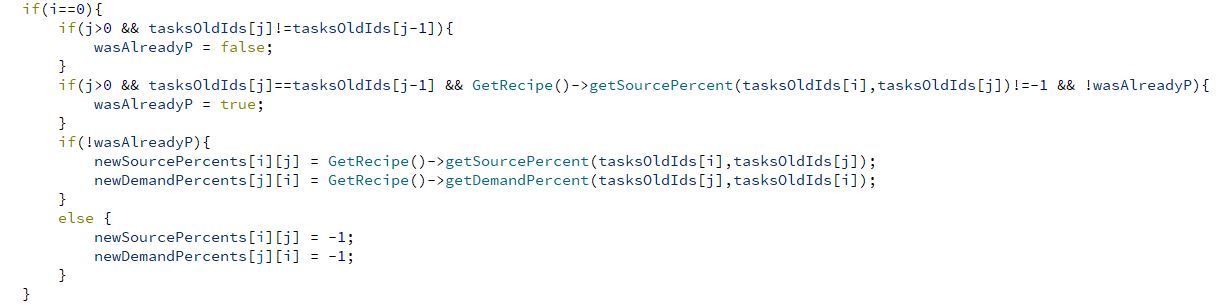 if(i==0){
    if(j>0 && tasksOldIds[j]!=tasksOldIds[j-1]){
        wasAlreadyP = false;
    }
    if(j>0 && tasksOldIds[j]==tasksOldIds[j-1] && GetRecipe()->getSourcePercent(tasksOldIds[i],tasksOldIds[j])!=-1 && !wasAlreadyP){
        wasAlreadyP = true;
    }
    if(!wasAlreadyP){
        newSourcePercents[i][j] = GetRecipe()->getSourcePercent(tasksOldIds[i],tasksOldIds[j]);
        newDemandPercents[j][i] = GetRecipe()->getDemandPercent(tasksOldIds[j],tasksOldIds[i]);
    }
    else {
        newSourcePercents[i][j] = -1;
        newDemandPercents[j][i] = -1;
    }
}